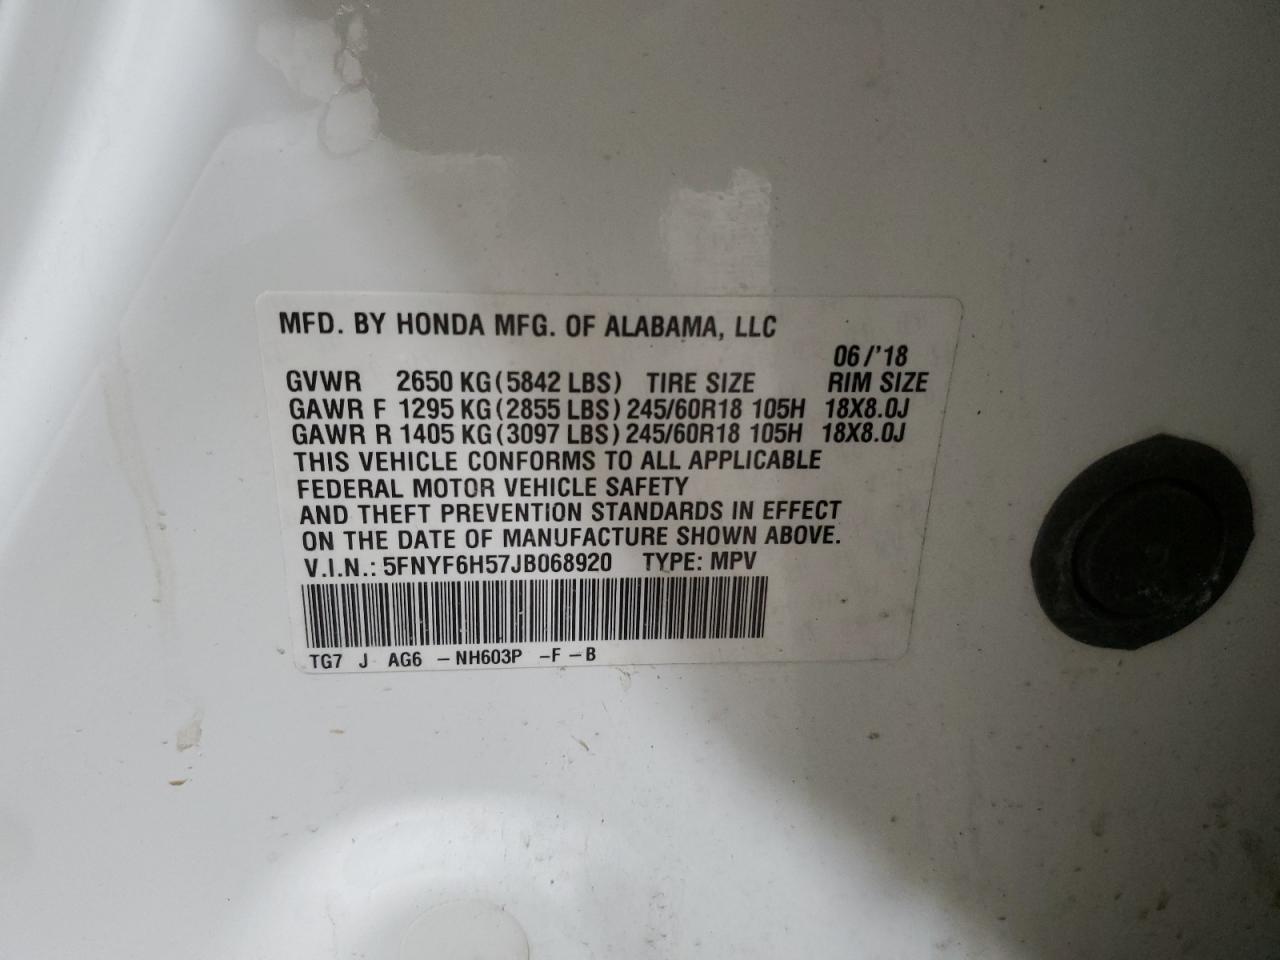 MFD. BY HONDA MFG. OF ALABAMA, LLC
06/'18
GVWR 2650 KG(5842 LBS) TIRE SIZE RIM SIZE
GAWR F 1295 KG(2855 LBS) 245/60R18 105H 18X8.0J
GAWR R 1405 KG(3097 LBS) 245/60R18 105H 18X8.0J
THIS VEHICLE CONFORMS TO ALL APPLICABLE
FEDERAL MOTOR VEHICLE SAFETY
AND THEFT PREVENTION STANDARDS IN EFFECT
ON THE DATE OF MANUFACTURE SHOWN ABOVE.
V.I.N.: 5FNYF6H57JB068920 TYPE: MPV
TG7 J AG6 -NH603P -F-B